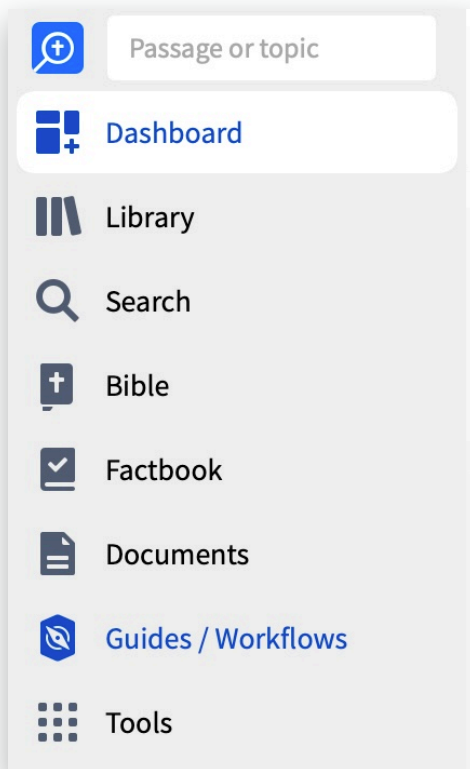 Passage or topic
Dashboard
Library
Search
Bible
Factbook
Documents
Guides / Workflows
Tools